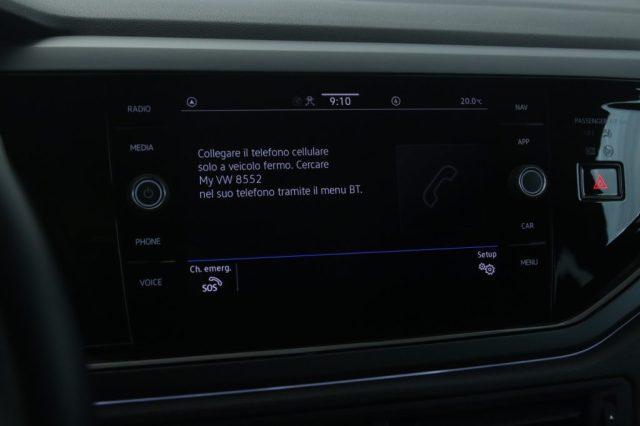 RADIO
MEDIA
PHONE
VOICE
9:10
20.0°C
Collegare il telefono cellulare
solo a veicolo fermo. Cercare
My VW 8552
nel suo telefono tramite il menu BT.
Ch. emerg.
SOS
Setup
NAV
APP
CAR
MENU
PASSENGER